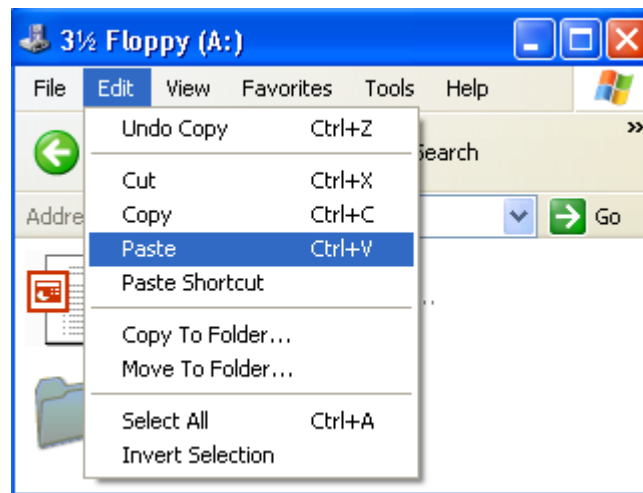 3½ Floppy (A:)
File Edit View Favorites Tools Help
Undo Copy Ctrl+Z
Search
Cut Ctrl+X
Addre
Copy Ctrl+C
Go
Paste Ctrl+V
Paste Shortcut
Copy To Folder...
Move To Folder...
Select All Ctrl+A
Invert Selection